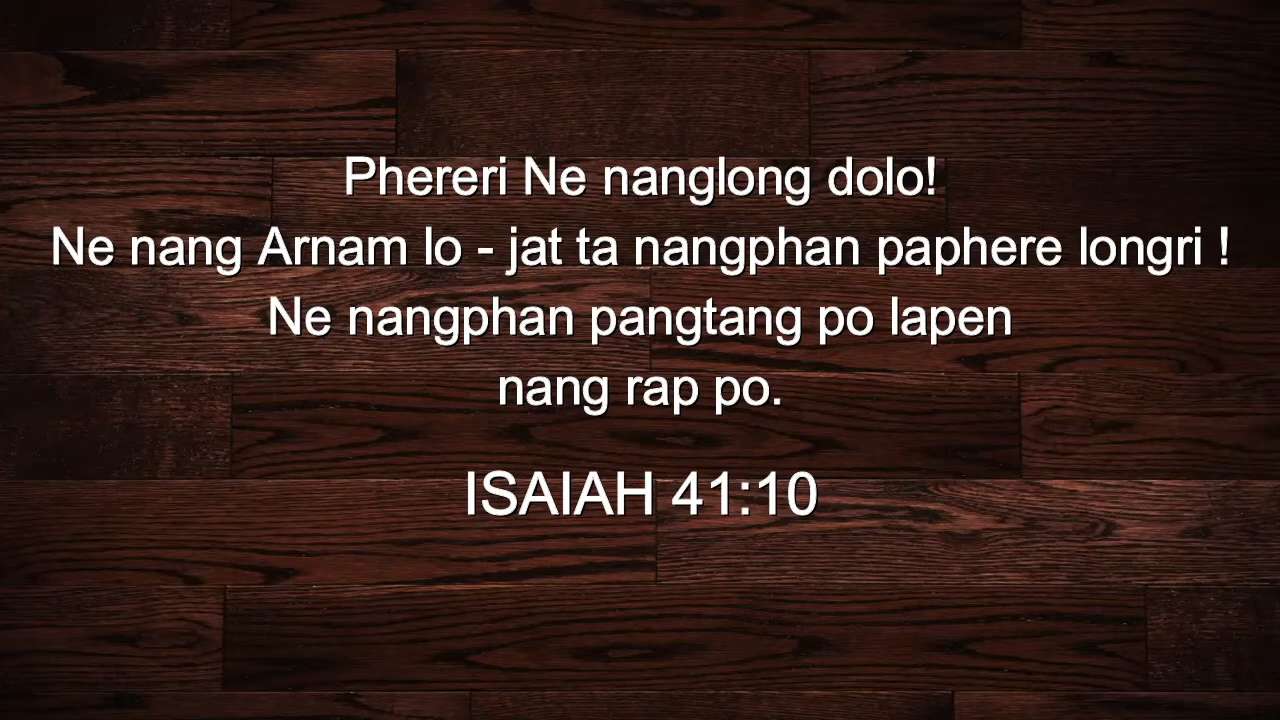 Phereri Ne nanglong dolo!
Ne nang Arnam lo - jat ta nangphan paphere longri !
Ne nangphan pangtang po lapen
nang rap po.
ISAIAH 41:10